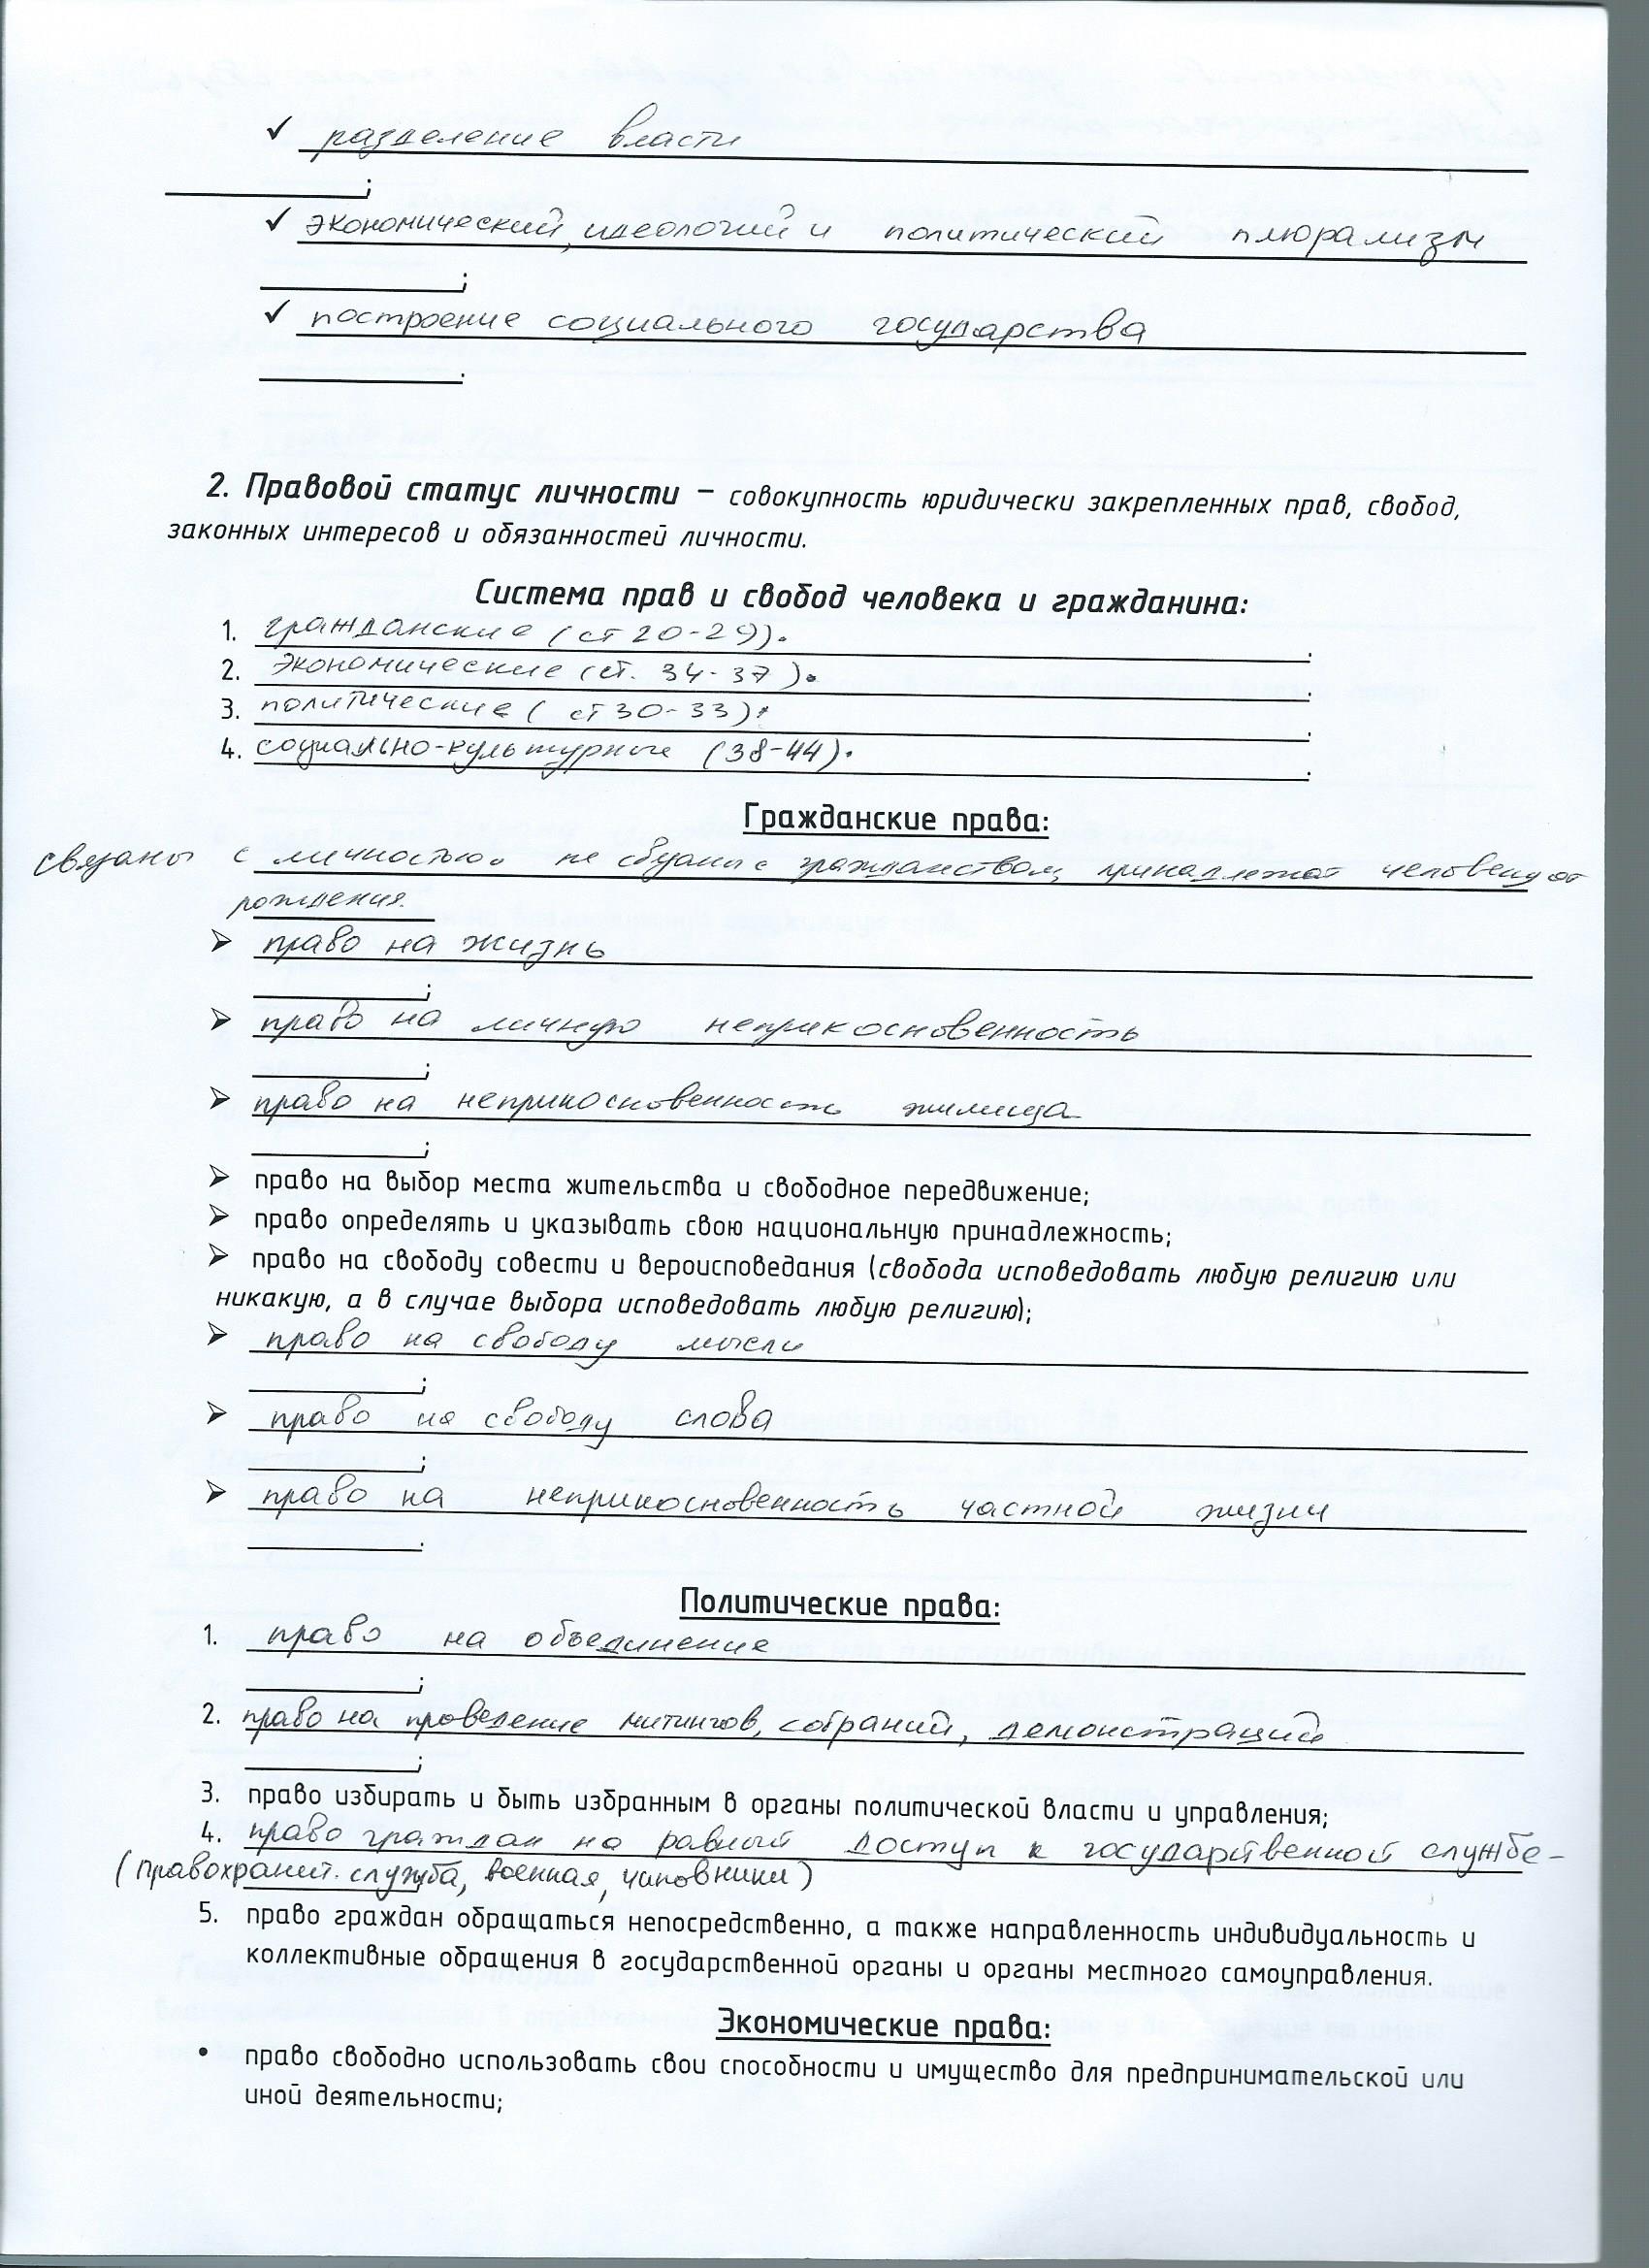 ✓ разделение власти
;
✓ экономический, идеологий и политический плюрализм
;
✓ построение социального государства
.
2. Правовой статус личности – совокупность юридически закрепленных прав, свобод,
законных интересов и обязанностей личности.
Система прав и свобод человека и гражданина:
1. гражданские (ст 20-29).
2. экономические (ст. 34-37).
3. политические (ст 30-33).
4. социально-культурные (38-44).
Гражданские права:
связаны с личностью. не связаны с гражданством, принадлежат человеку от
рождения.
➢ право на жизнь
;
➢ право на личную неприкосновенность
;
➢ право на неприкосновенность жилища
;
➢ право на выбор места жительства и свободное передвижение;
➢ право определять и указывать свою национальную принадлежность;
➢ право на свободу совести и вероисповедания (свобода исповедовать любую религию или
никакую, а в случае выбора исповедовать любую религию);
➢ право на свободу мысли
;
➢ право на свободу слова
;
➢ право на неприкосновенность частной жизни
.
Политические права:
1. право на объединение
;
2. право на проведение митингов, собраний, демонстраций
;
3. право избирать и быть избранным в органы политической власти и управления;
4. право граждан на равный доступ к государственной службе-
(правохранит. служба, военная, чиновники)
5. право граждан обращаться непосредственно, а также направленность индивидуальность и
коллективные обращения в государственной органы и органы местного самоуправления.
Экономические права:
• право свободно использовать свои способности и имущество для предпринимательской или
иной деятельности;